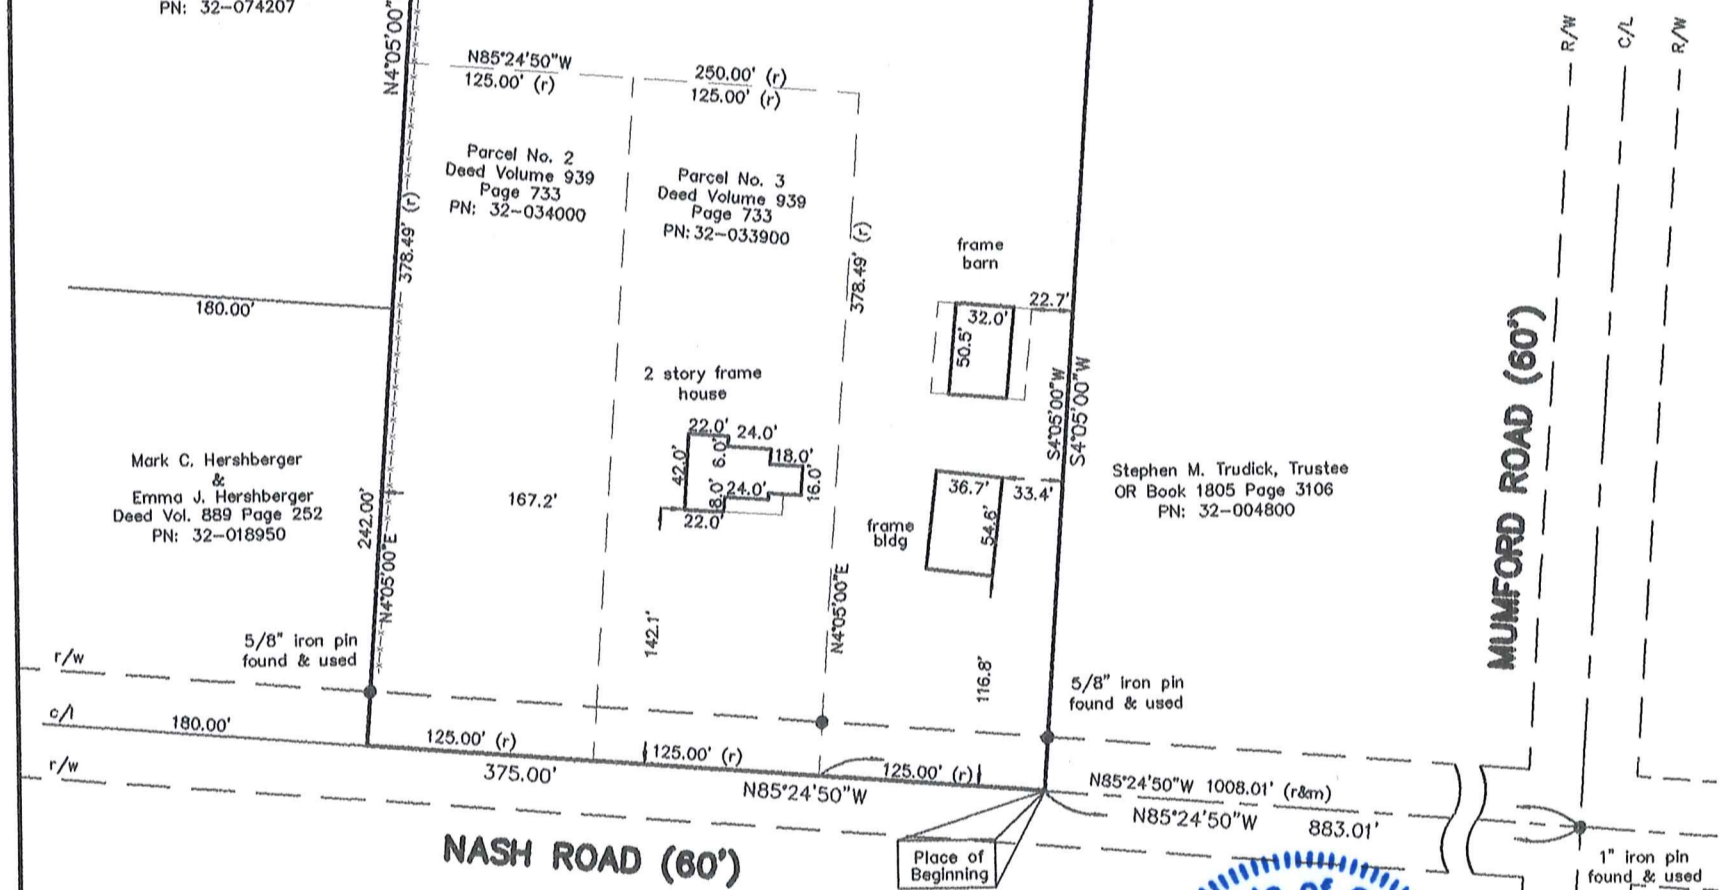 PN: 32-074207
N4°05'00"
N85°24'50"W
125.00' (r)
250.00' (r)
125.00' (r)
R/W
C/L
R/W
Parcel No. 2
Deed Volume 939
Page 733
PN: 32-034000
Parcel No. 3
Deed Volume 939
Page 733
PN: 32-033900
378.49' (r)
378.49' (r)
180.00'
frame
barn
22.7'
32.0'
50.5'
S4°05'00"W
S4°05'00"W
2 story frame
house
22.0'
24.0'
6.0'
18.0'
42.0'
16.0'
8.0'
24.0'
22.0'
Mark C. Hershberger
&
Emma J. Hershberger
Deed Vol. 889 Page 252
PN: 32-018950
242.00'
N4°05'00"E
167.2'
36.7'
33.4'
54.6'
frame
bldg
Stephen M. Trudick, Trustee
OR Book 1805 Page 3106
PN: 32-004800
MUMFORD ROAD (60')
N4°05'00"E
142.1'
116.8'
5/8" iron pin
found & used
5/8" iron pin
found & used
r/w
c/l
180.00'
r/w
125.00' (r)
375.00'
125.00' (r)
125.00' (r)
N85°24'50"W
N85°24'50"W 1008.01' (r&m)
N85°24'50"W 883.01'
NASH ROAD (60')
Place of
Beginning
1" iron pin
found & used